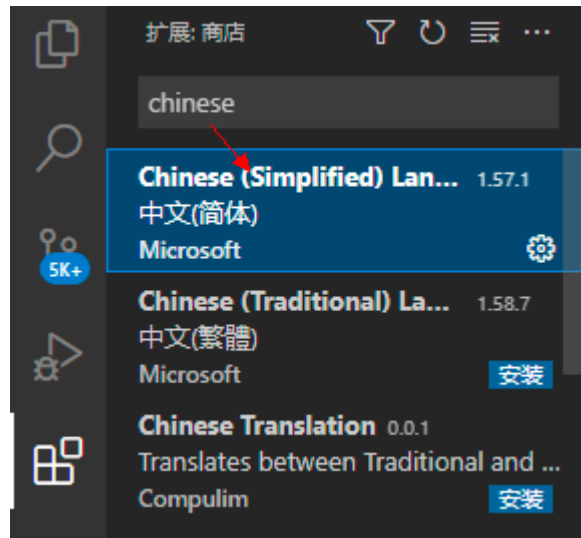 扩展: 商店
chinese
Chinese (Simplified) Lan... 1.57.1
中文(简体)
Microsoft
5K+
Chinese (Traditional) La... 1.58.7
中文(繁體)
Microsoft 安装
Chinese Translation 0.0.1
Translates between Traditional and ...
Compulim 安装